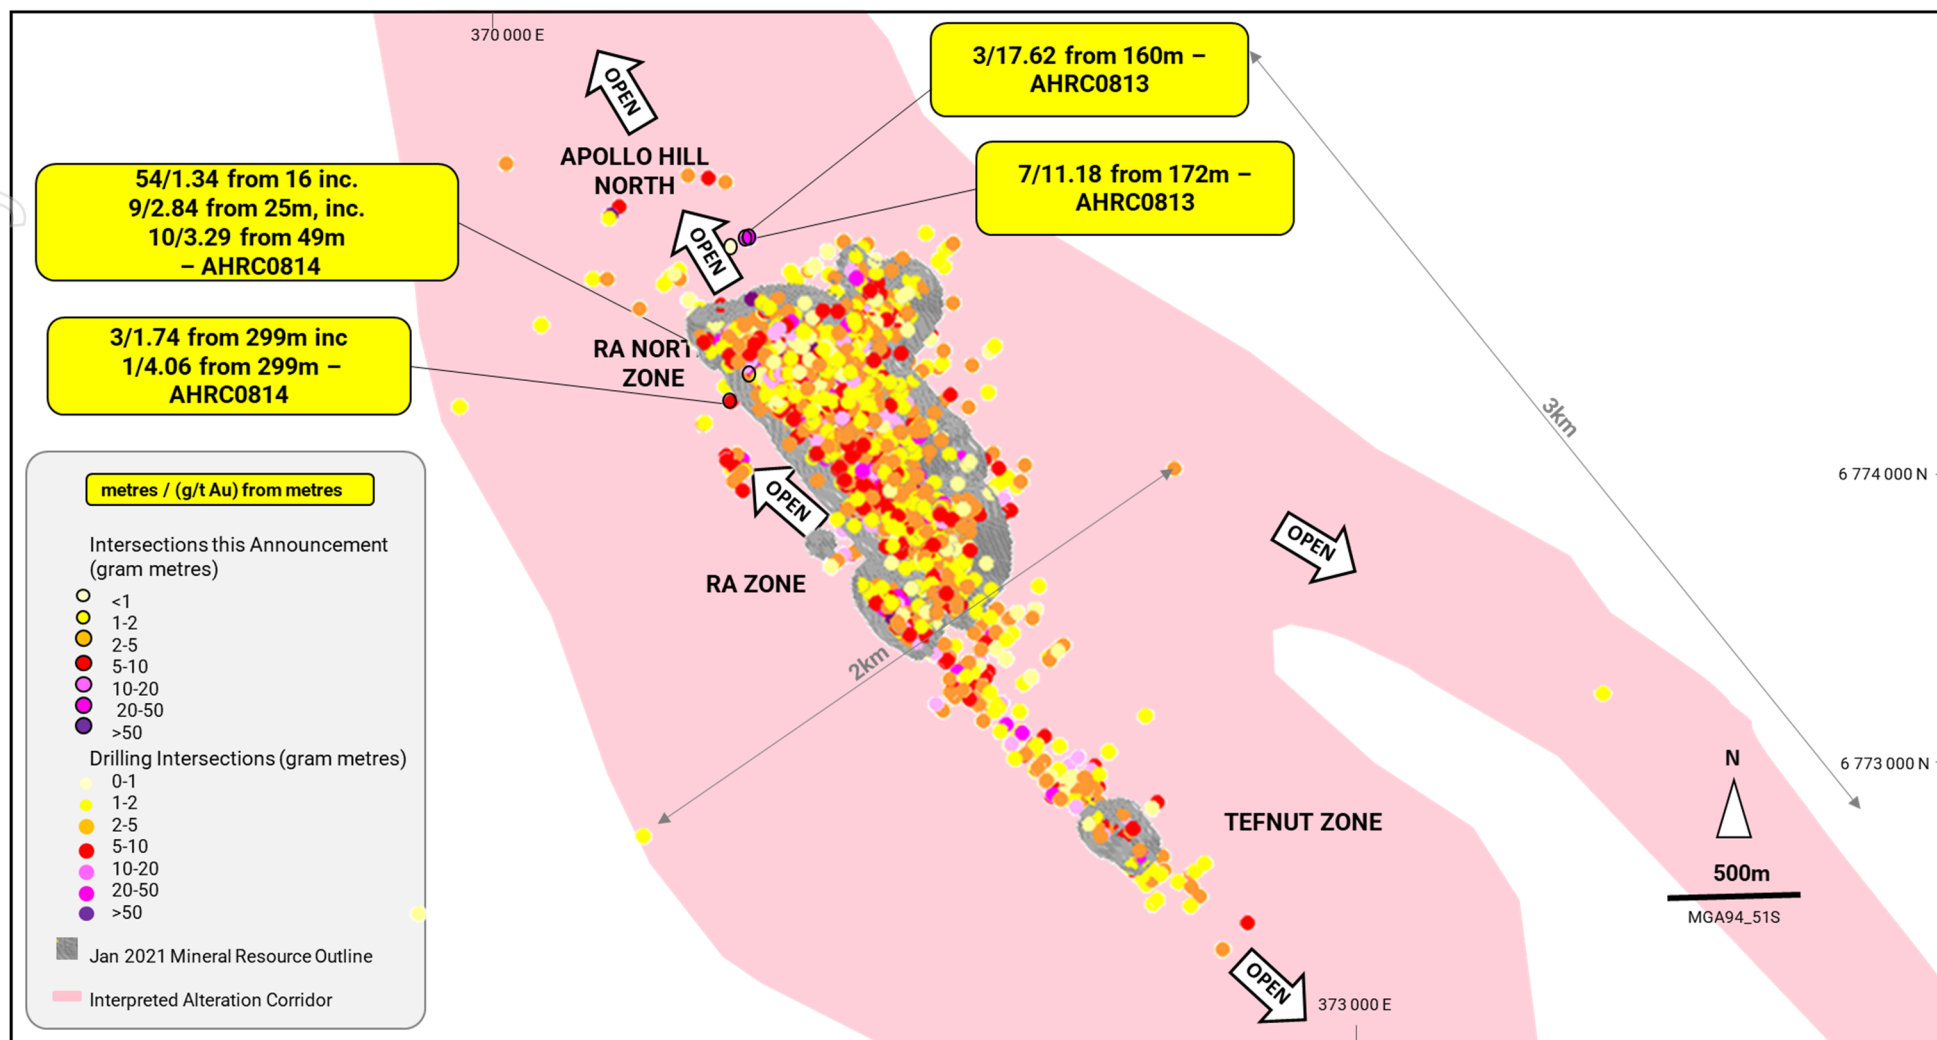 370 000 E
OPEN
3/17.62 from 160m –
AHRC0813
APOLLO HILL
NORTH
7/11.18 from 172m –
AHRC0813
54/1.34 from 16 inc.
9/2.84 from 25m, inc.
10/3.29 from 49m
– AHRC0814
OPEN
3/1.74 from 299m inc
1/4.06 from 299m –
AHRC0814
RA NORT
ZONE
3km
6 774 000 N
metres / (g/t Au) from metres
OPEN
OPEN
Intersections this Announcement
(gram metres)
<1
1-2
2-5
5-10
10-20
20-50
>50
RA ZONE
2km
Drilling Intersections (gram metres)
0-1
1-2
2-5
5-10
10-20
20-50
>50
Jan 2021 Mineral Resource Outline
Interpreted Alteration Corridor
N
6 773 000 N
TEFNUT ZONE
500m
MGA94_51S
OPEN
373 000 E